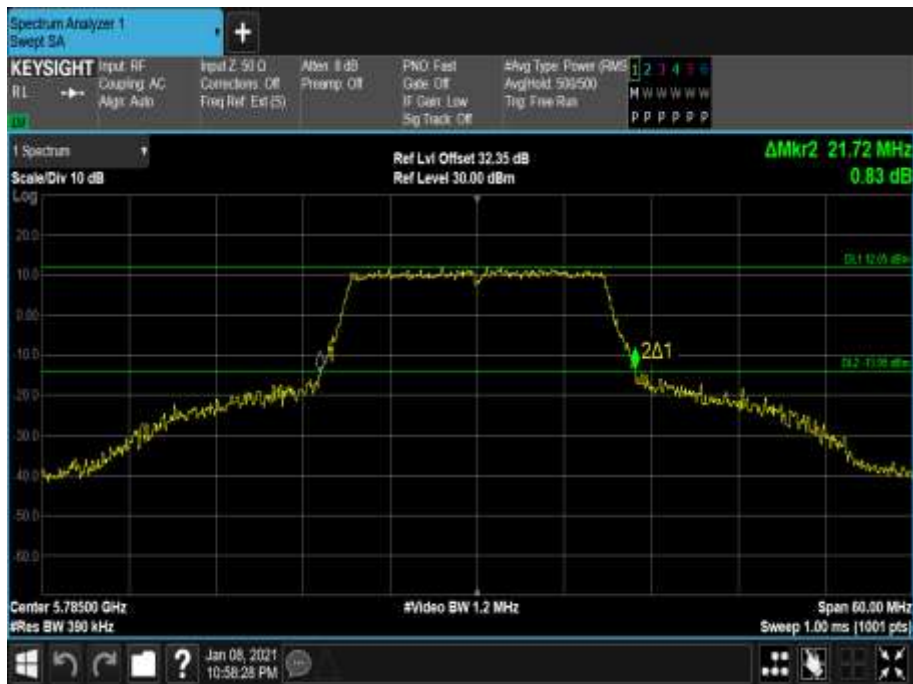 Spectrum Analyzer 1
Swept SA
+
KEYSIGHT
RL
Input: RF
Coupling: AC
Align: Auto
Input Z: 50 Ω
Corrections: Off
Freq Ref: Ext (S)
Atten: 8 dB
Preamp: Off
PNO: Fast
Gate: Off
IF Gain: Low
Sig Track: Off
#Avg Type: Power (RMS
Avg|Hold: 500/500
Trig: Free Run
1 2 3 4 5 6
M W W W W W
P P P P P P
1 Spectrum
Scale/Div 10 dB
Ref Lvl Offset 32.35 dB
Ref Level 30.00 dBm
ΔMkr2 21.72 MHz
0.83 dB
Log
20.0
10.0
0.00
-10.0
-20.0
-30.0
-40.0
-50.0
-60.0
DL1 12.05 dBm
2Δ1
Center 5.78500 GHz
#Res BW 390 kHz
#Video BW 1.2 MHz
Span 60.00 MHz
Sweep 1.00 ms (1001 pts)
?
Jan 08, 2021
10:58:28 PM